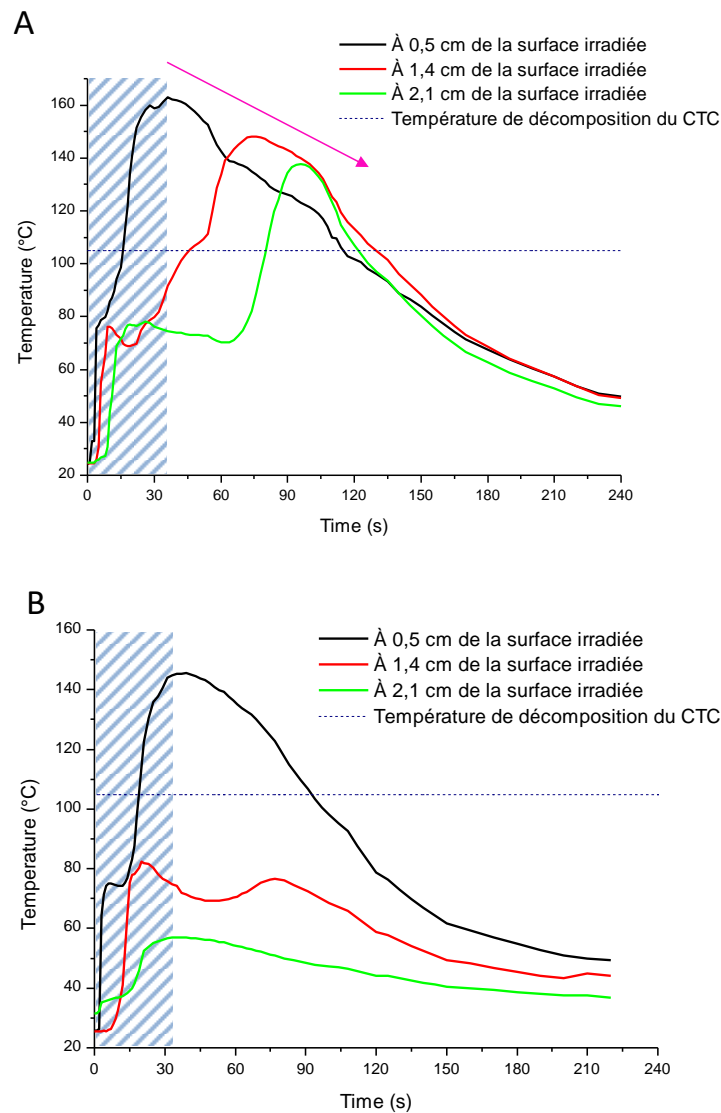 A
À 0,5 cm de la surface irradiée
À 1,4 cm de la surface irradiée
À 2,1 cm de la surface irradiée
Température de décomposition du CTC
160
140
120
100
80
60
40
20
Temperature (°C)
0 30 60 90 120 150 180 210 240
Time (s)
B
À 0,5 cm de la surface irradiée
À 1,4 cm de la surface irradiée
À 2,1 cm de la surface irradiée
Température de décomposition du CTC
160
140
120
100
80
60
40
20
Temperature (°C)
0 30 60 90 120 150 180 210 240
Time (s)